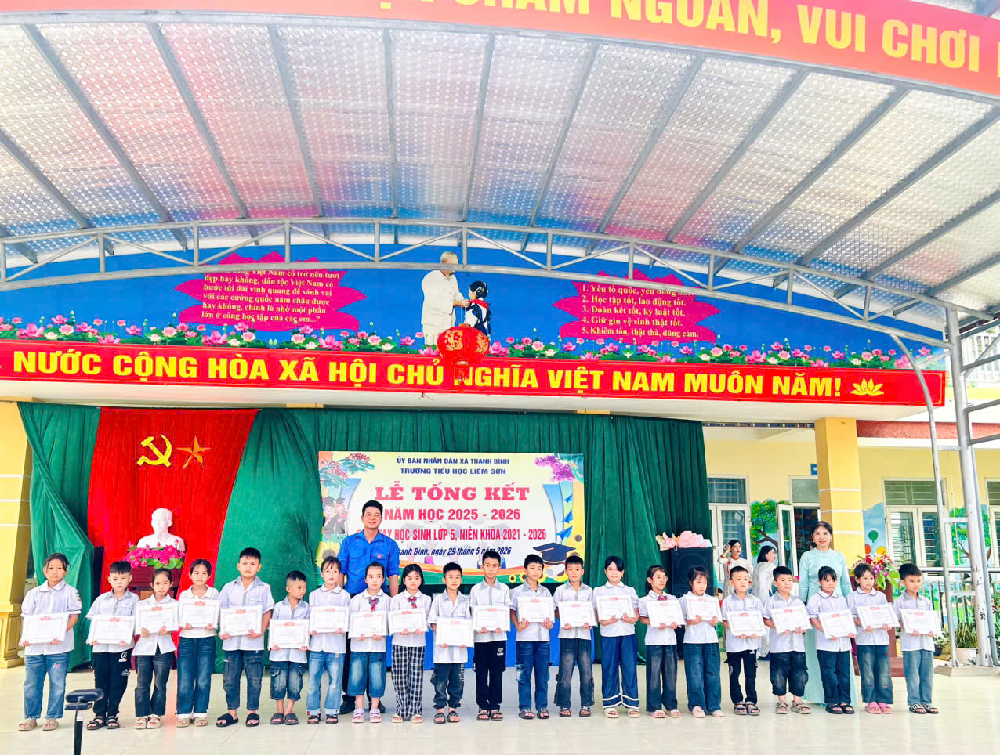 CHĂM NGOAN, VUI CHƠI
Việt Nam có trở nên tươi
đẹp hay không, dân tộc Việt Nam có
bước tới đài vinh quang để sánh vai
với các cường quốc năm châu được
hay không, chính là nhờ một phần
lớn ở công học tập của các em..."
1. Yêu tổ quốc, yêu đồng bào.
2. Học tập tốt, lao động tốt.
3. Đoàn kết tốt, kỷ luật tốt.
4. Giữ gìn vệ sinh thật tốt.
5. Khiêm tốn, thật thà, dũng cảm.
NƯỚC CỘNG HÒA XÃ HỘI CHỦ NGHĨA VIỆT NAM MUÔN NĂM!
ỦY BAN NHÂN DÂN XÃ THANH BÌNH
TRƯỜNG TIỂU HỌC LIÊM SƠN
LỄ TỔNG KẾT
NĂM HỌC 2025 - 2026
HỌC SINH LỚP 5, NIÊN KHÓA 2021 - 2026
Thanh Bình, ngày 29 tháng 5 năm 2026